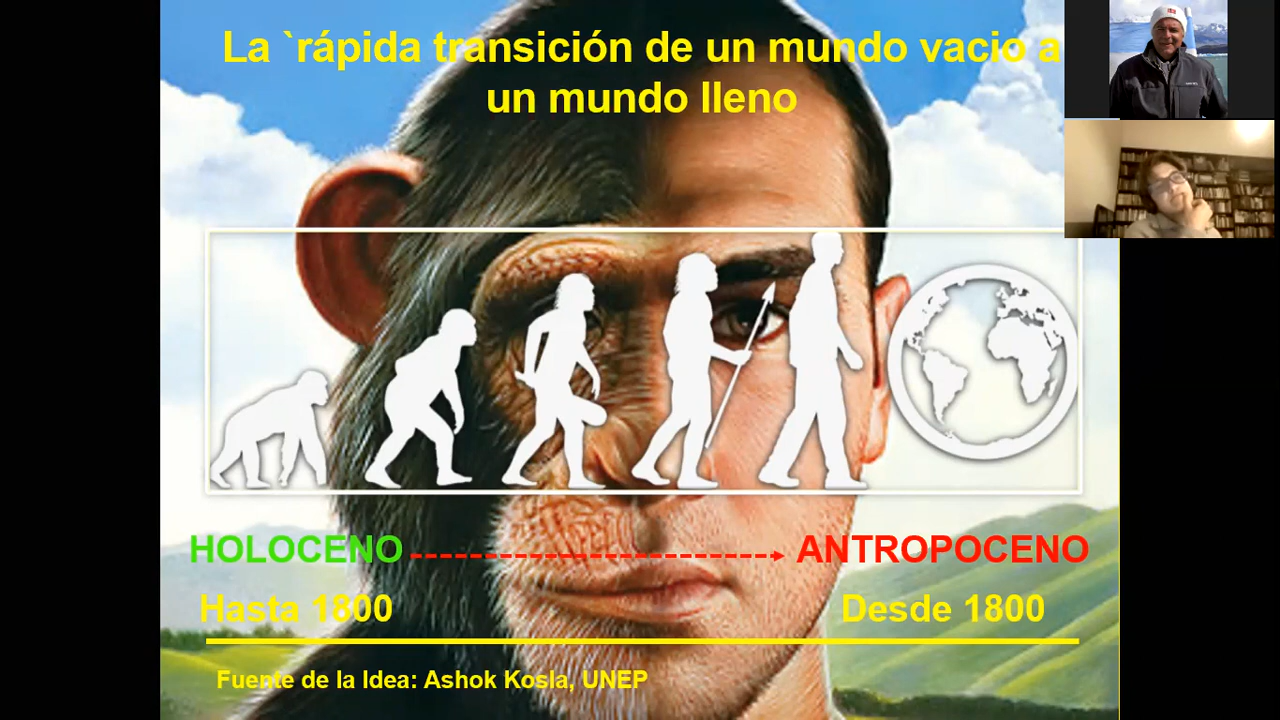 La `rápida transición de un mundo vacio a
un mundo lleno
HOLOCENO
ANTROPOCENO
Hasta 1800
Desde 1800
Fuente de la Idea: Ashok Kosla, UNEP